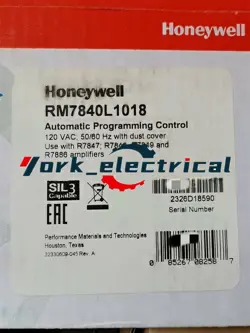 Honeywell
Honeywell
RM7840L1018
Automatic Programming Control
120 VAC, 50/60 Hz with dust cover
Use with R7847; R7849 and
R7886 amplifiers
York_electrical
SIL3
Capable
EAC
2326D18590
Serial Number
Performance Materials and Technologies
Houston, Texas
Rev. A